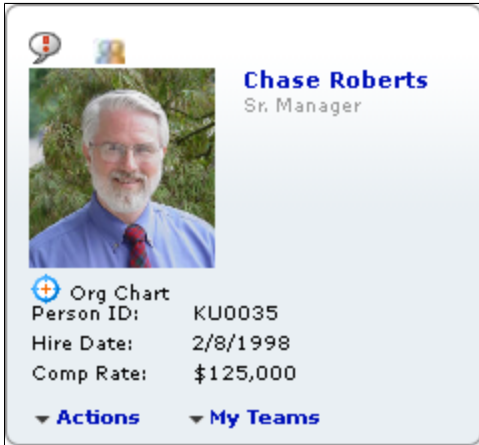 Chase Roberts
Sr. Manager
Org Chart
Person ID: KU0035
Hire Date: 2/8/1998
Comp Rate: $125,000
Actions My Teams